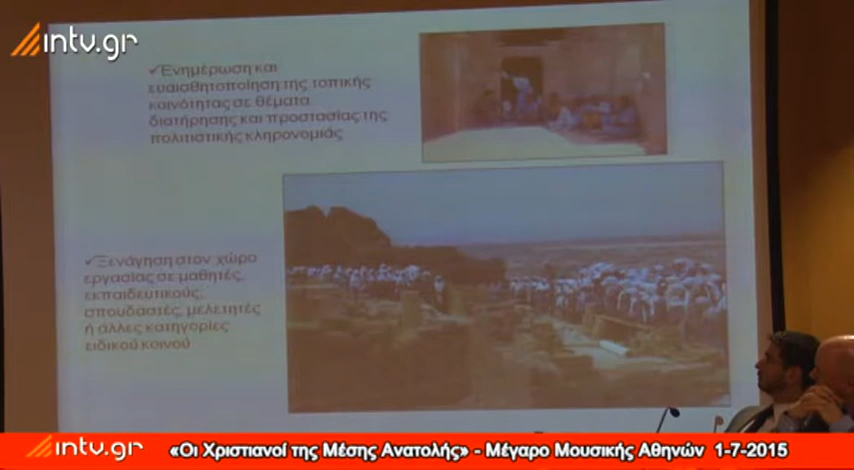 intv.gr
✓Ενημέρωση και
ευαισθητοποίηση της τοπικής
κοινότητας σε θέματα
διατήρησης και προστασίας της
πολιτιστικής κληρονομιάς
✓Ξενάγηση στον χώρο
εργασίας σε μαθητές,
εκπαιδευτικούς,
σπουδαστές, μελετητές
ή άλλες κατηγορίες
ειδικού κοινού
intv.gr «Οι Χριστιανοί της Μέσης Ανατολής» - Μέγαρο Μουσικής Αθηνών 1-7-2015